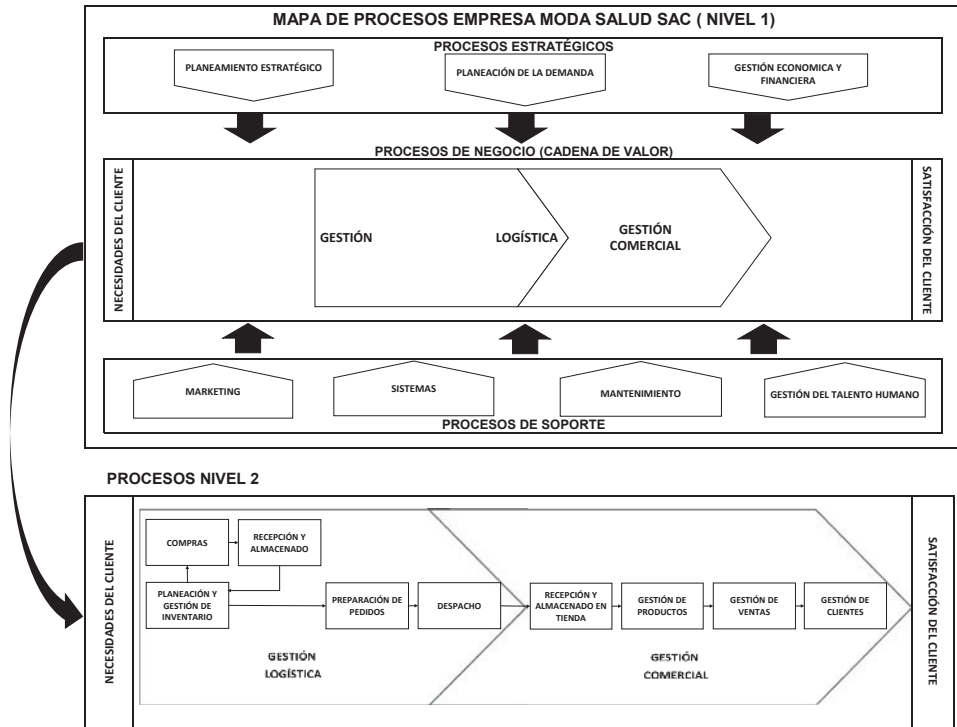 MAPA DE PROCESOS EMPRESA MODA SALUD SAC ( NIVEL 1)
PROCESOS ESTRATÉGICOS
PLANEAMIENTO ESTRATÉGICO
PLANEACIÓN DE LA DEMANDA
GESTIÓN ECONOMICA Y
FINANCIERA
PROCESOS DE NEGOCIO (CADENA DE VALOR)
NECESIDADES DEL CLIENTE
GESTIÓN LOGÍSTICA
GESTIÓN
COMERCIAL
SATISFACCIÓN DEL CLIENTE
MARKETING
SISTEMAS
MANTENIMIENTO
GESTIÓN DEL TALENTO HUMANO
PROCESOS DE SOPORTE
PROCESOS NIVEL 2
NECESIDADES DEL CLIENTE
COMPRAS
RECEPCIÓN Y
ALMACENADO
PLANEACIÓN Y
GESTIÓN DE
INVENTARIO
PREPARACIÓN DE
PEDIDOS
DESPACHO
RECEPCIÓN Y
ALMACENADO EN
TIENDA
GESTIÓN DE
PRODUCTOS
GESTIÓN DE
VENTAS
GESTIÓN DE
CLIENTES
GESTIÓN
LOGÍSTICA
GESTIÓN
COMERCIAL
SATISFACCIÓN DEL CLIENTE